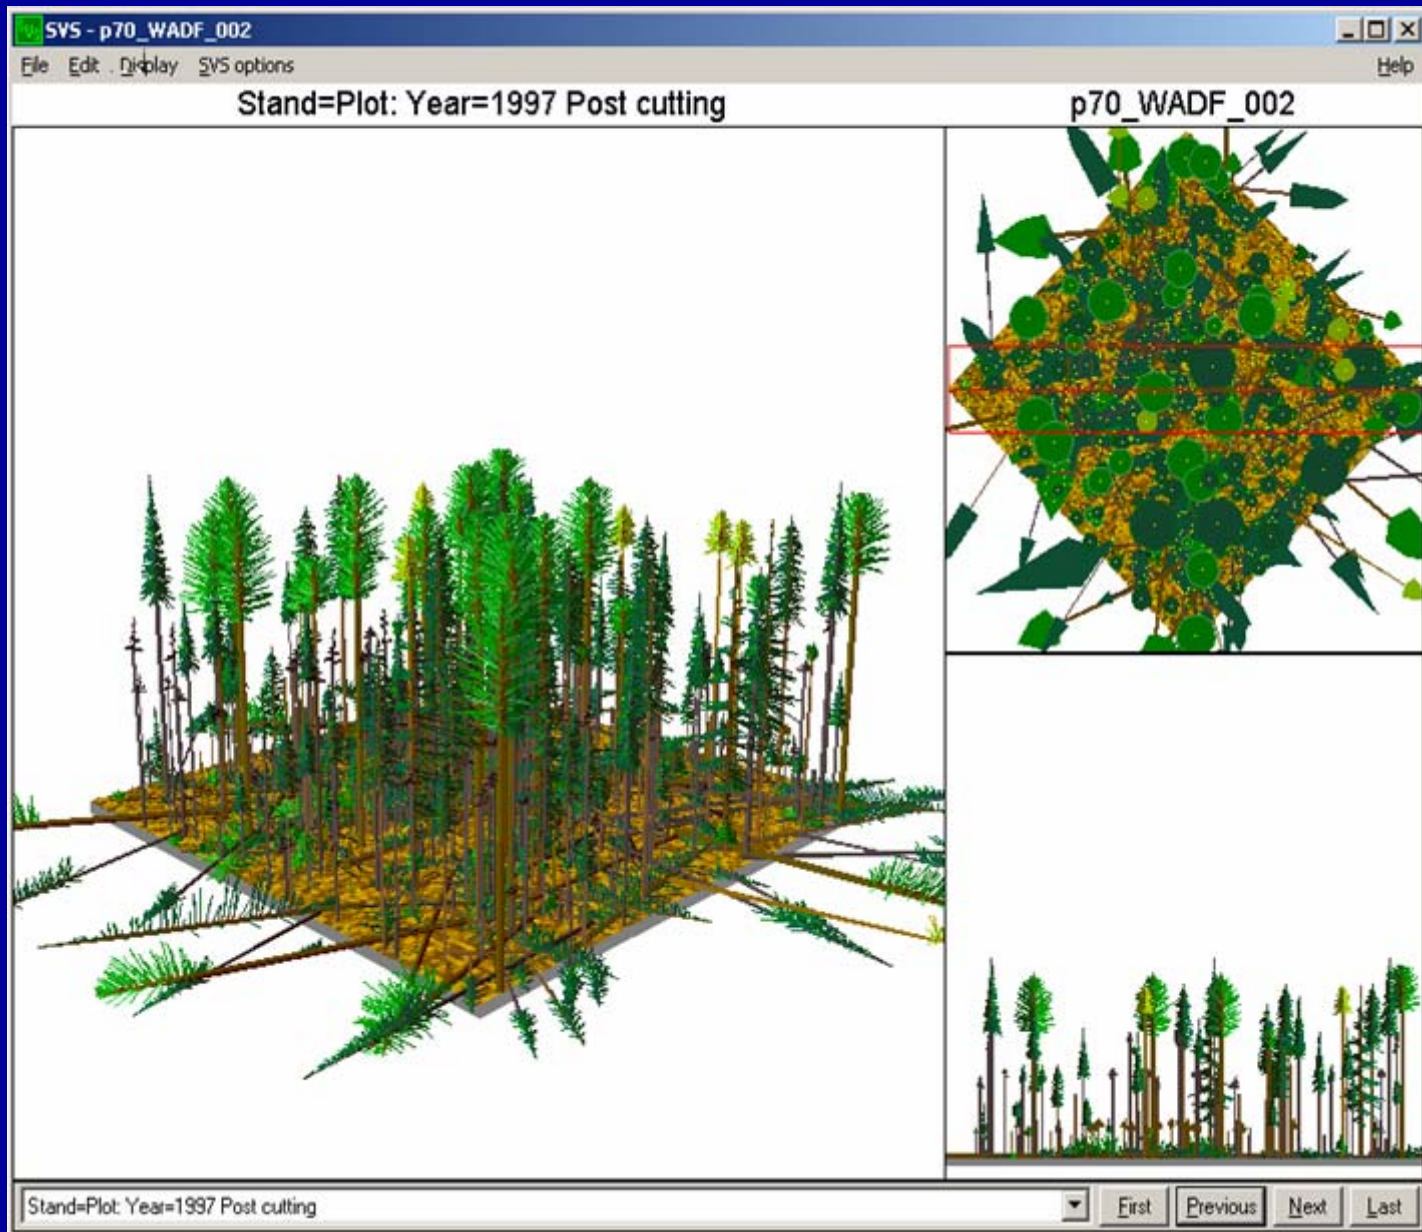 SVS - p70_WADF_002
File Edit Display SVS options Help
Stand=Plot: Year=1997 Post cutting
p70_WADF_002
Stand=Plot: Year=1997 Post cutting
First Previous Next Last